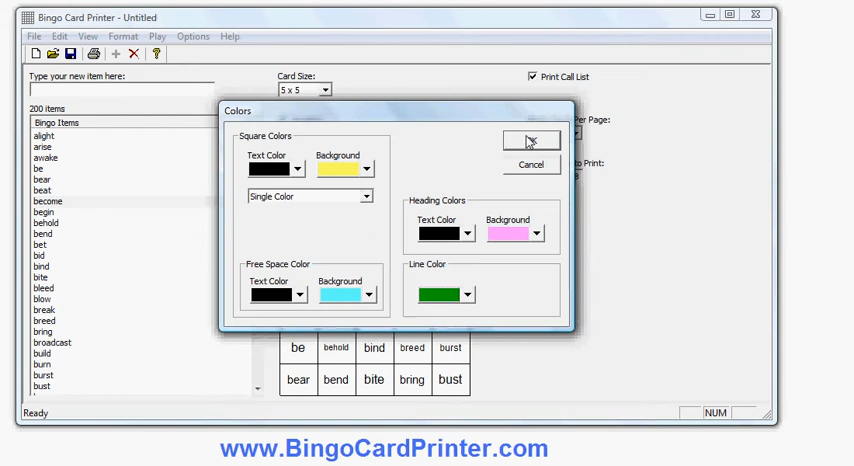 Bingo Card Printer - Untitled
File Edit View Format Play Options Help
Type your new item here:
Card Size:
Print Call List
5 x 5
200 items
Bingo Items
alight
arise
awake
be
bear
beat
become
begin
behold
bend
bet
bid
bind
bite
bleed
blow
break
breed
bring
broadcast
build
burn
burst
bust
Per Page:
to Print:
Colors
Square Colors
Text Color Background
Single Color
Cancel
Heading Colors
Text Color Background
Free Space Color
Text Color Background
Line Color
be behold bind breed burst
bear bend bite bring bust
Ready
NUM
www.BingoCardPrinter.com